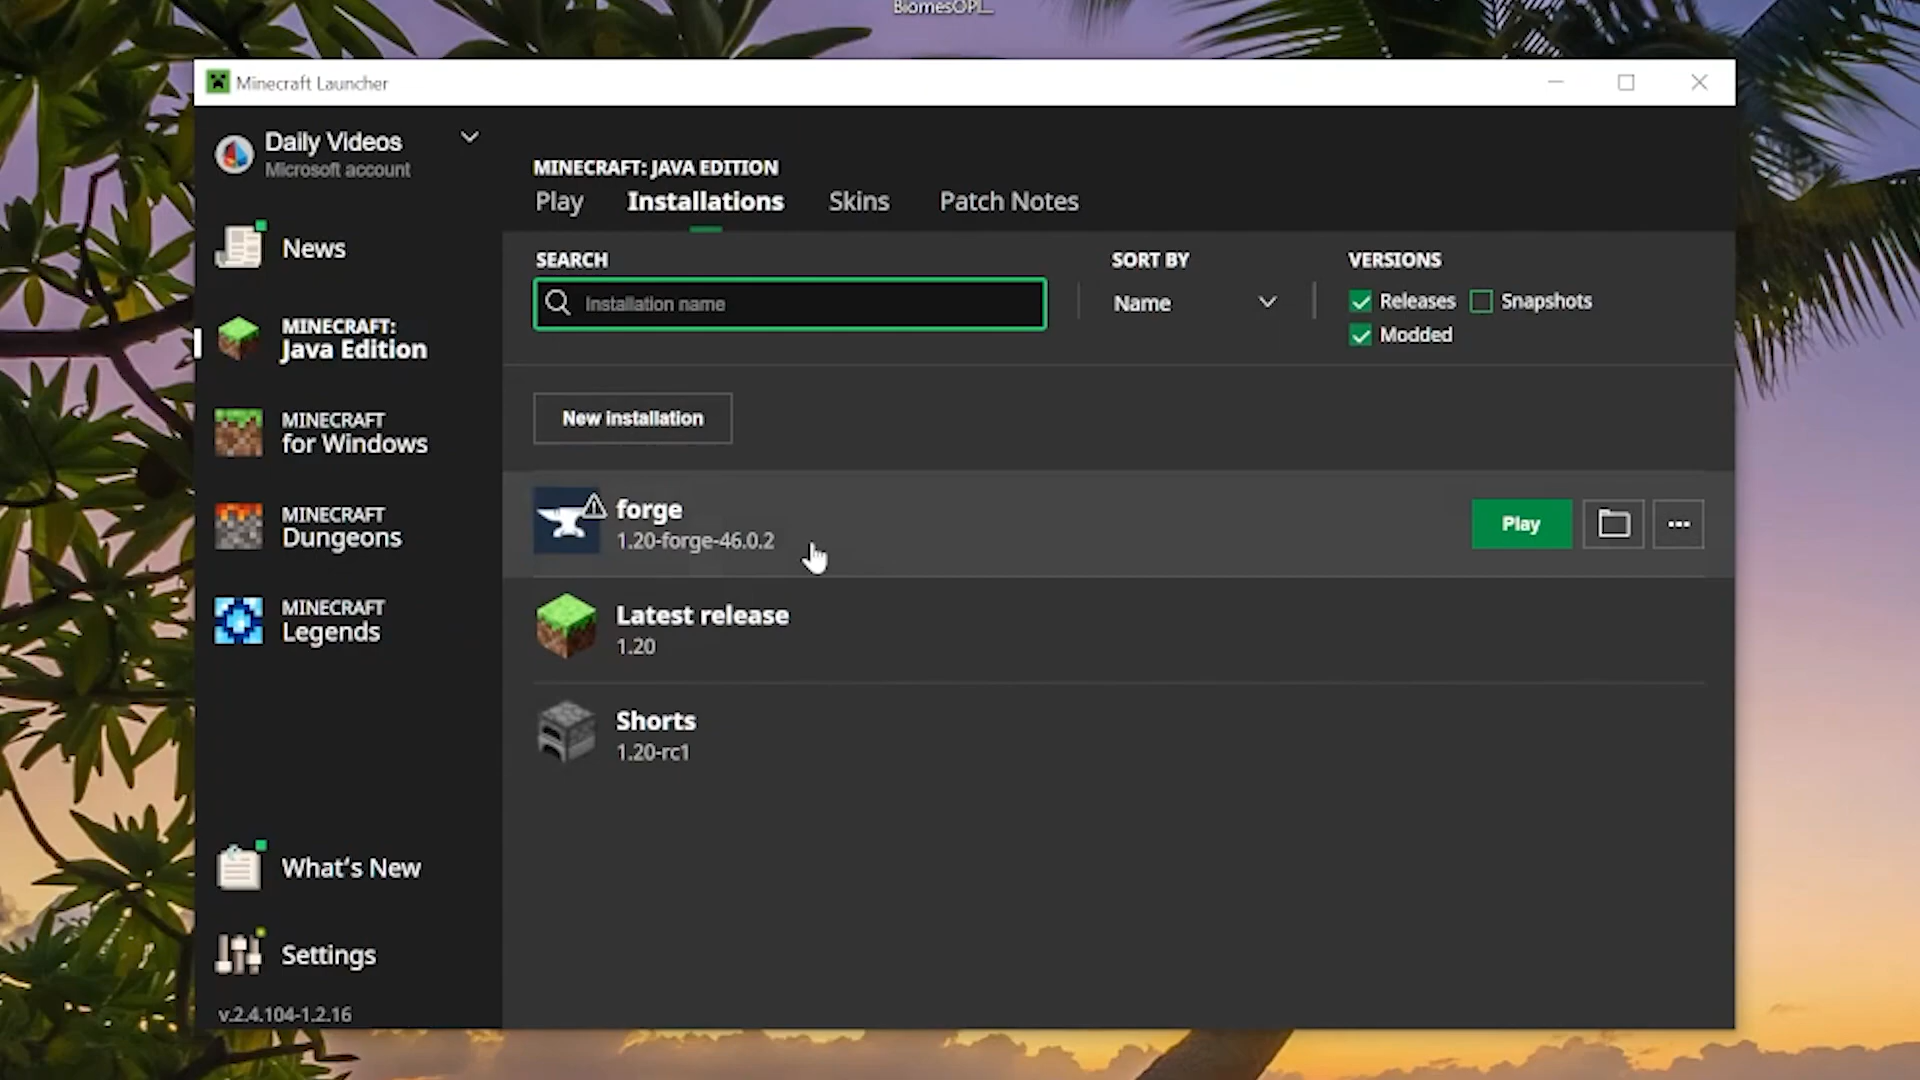 Minecraft Launcher
Daily Videos
Microsoft account
News
MINECRAFT:
Java Edition
MINECRAFT
for Windows
MINECRAFT
Dungeons
MINECRAFT
Legends
What's New
Settings
v.2.4.104-1.2.16
MINECRAFT: JAVA EDITION
Play Installations Skins Patch Notes
SEARCH SORT BY VERSIONS
Installation name Name Releases Snapshots
Modded
New installation
forge
1.20-forge-46.0.2
Play
Latest release
1.20
Shorts
1.20-rc1